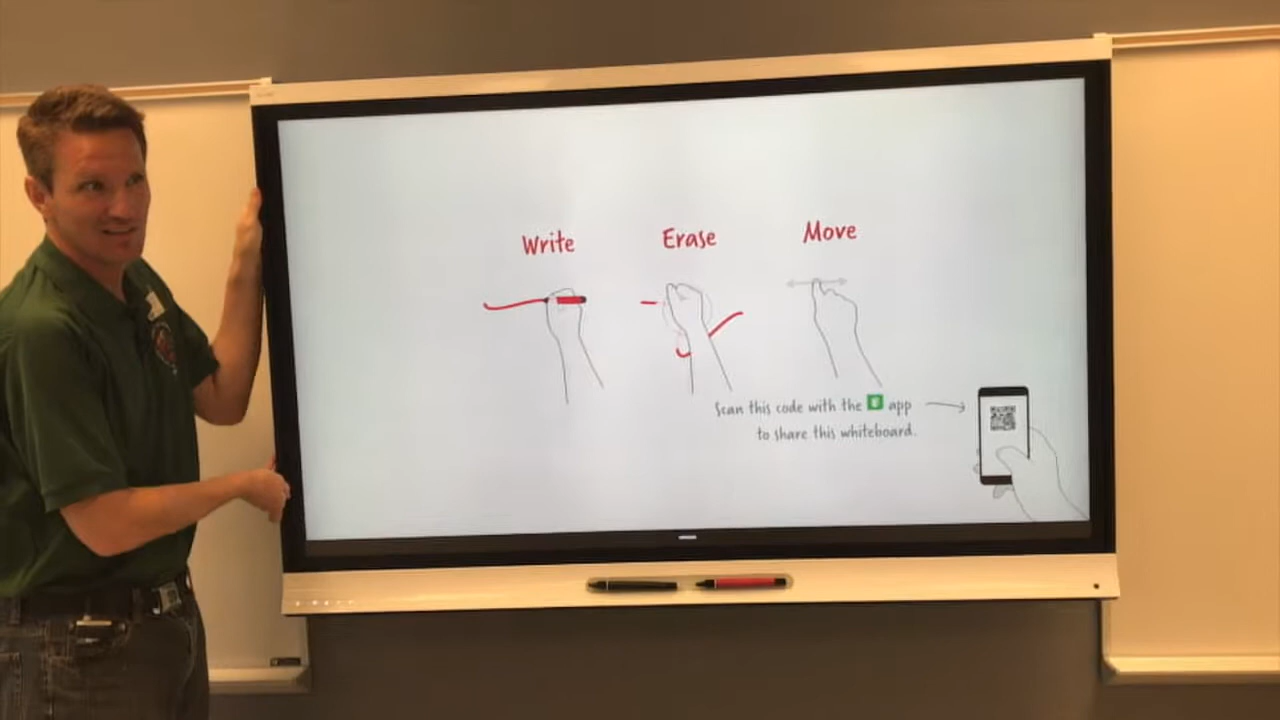 Write Erase Move
Scan this code with the app
to share this whiteboard.